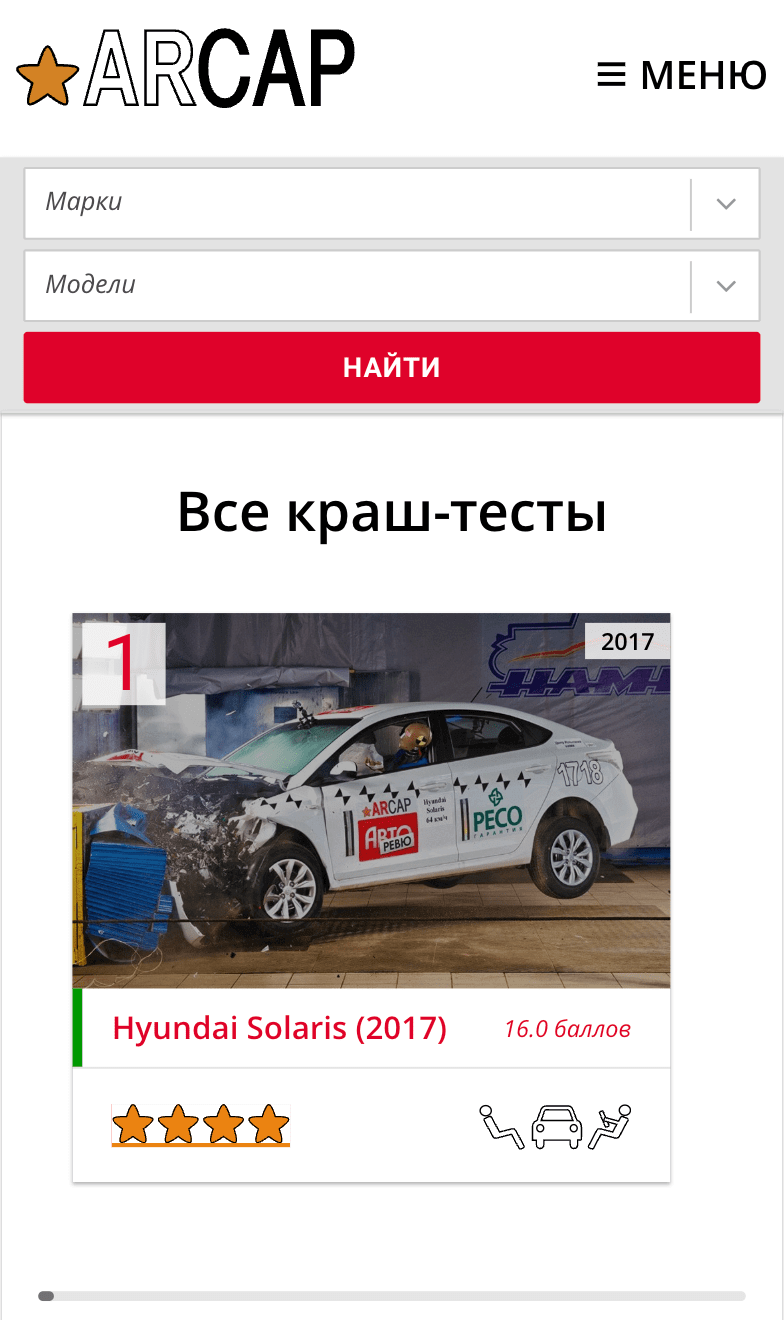 ARCAP
МЕНЮ
Марки
Модели
НАЙТИ
Все краш-тесты
1
2017
НАМИ
1718
ARCAP
АВТО
РЕВЮ
Hyundai
Solaris
64 км/ч
РЕСО
ГАРАНТИЯ
Hyundai Solaris (2017)
16.0 баллов